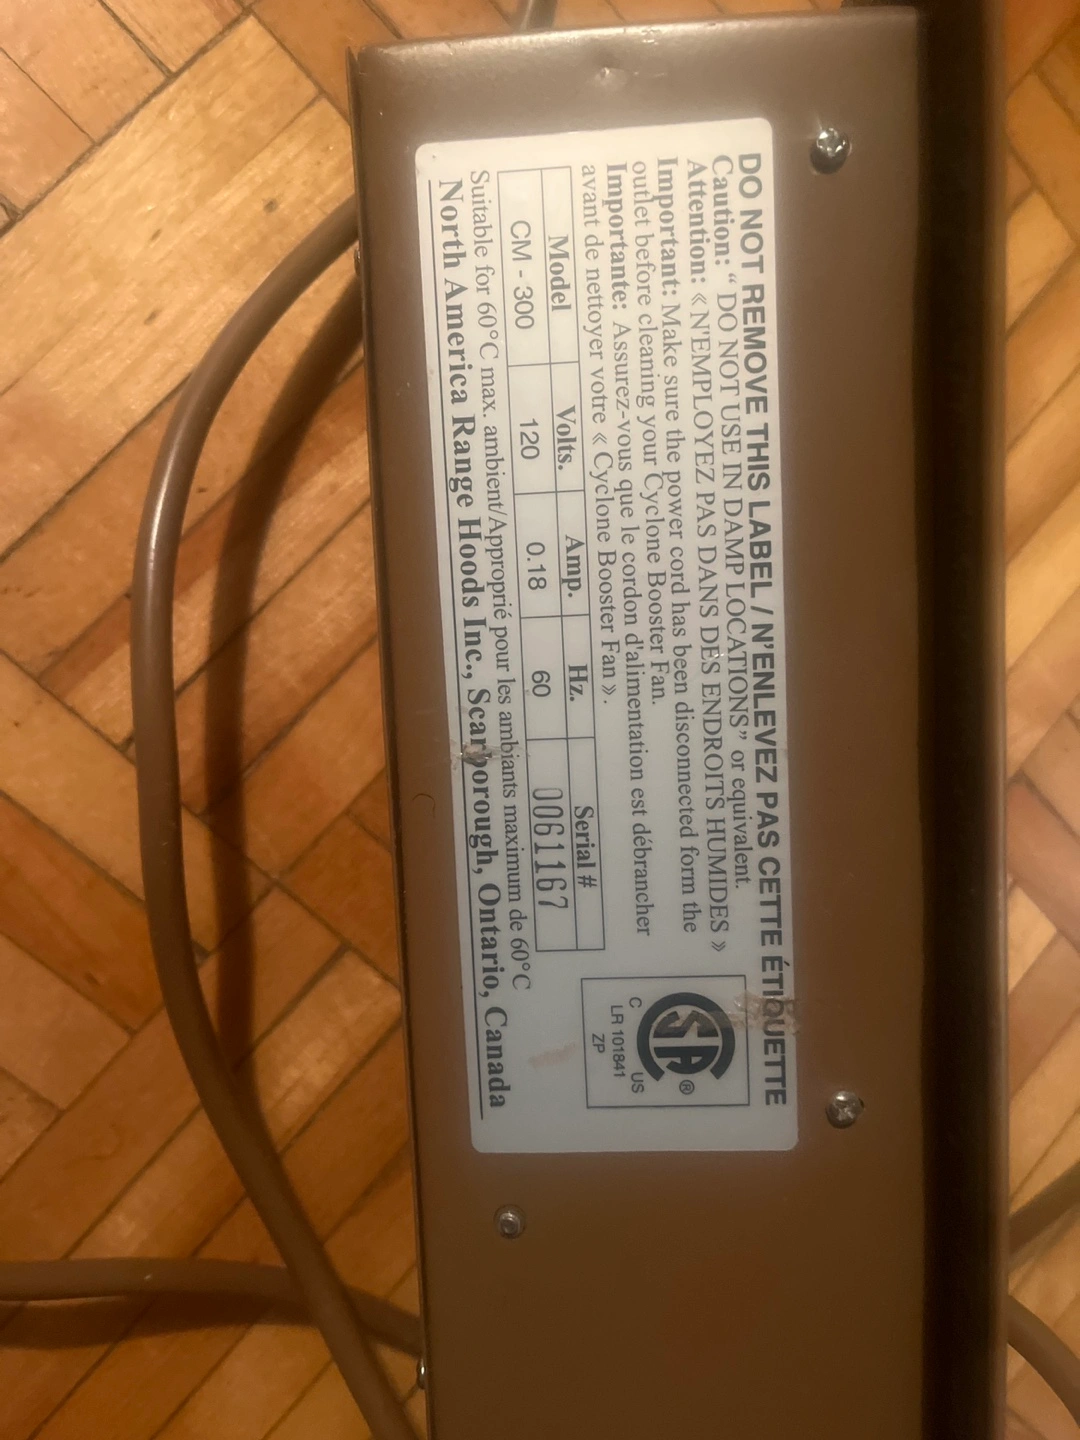 DO NOT REMOVE THIS LABEL / N'ENLEVEZ PAS CETTE ÉTIQUETTE
Caution: “ DO NOT USE IN DAMP LOCATIONS” or equivalent.
Attention: « N'EMPLOYEZ PAS DANS DES ENDROITS HUMIDES »
Important: Make sure the power cord has been disconnected form the
outlet before cleaning your Cyclone Booster Fan.
Importante: Assurez-vous que le cordon d'alimentation est débrancher
avant de nettoyer votre « Cyclone Booster Fan ».
Model Volts. Amp. Hz. Serial #
CM - 300 120 0.18 60 0061167
Suitable for 60°C max. ambient/Approprié pour les ambiants maximum de 60°C
North America Range Hoods Inc., Scarborough, Ontario, Canada
CSA ®
C US
LR 101841
ZP